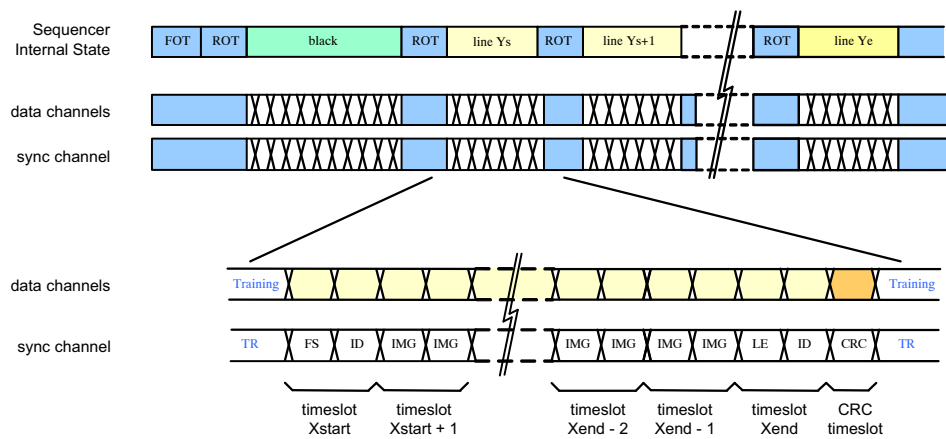 Sequencer
Internal State
FOT ROT black ROT line Ys ROT line Ys+1 ROT line Ye
data channels
sync channel
data channels
Training Training
sync channel
TR FS ID IMG IMG IMG IMG IMG IMG LE ID CRC TR
timeslot timeslot timeslot timeslot timeslot CRC
Xstart Xstart + 1 Xend - 2 Xend - 1 Xend timeslot